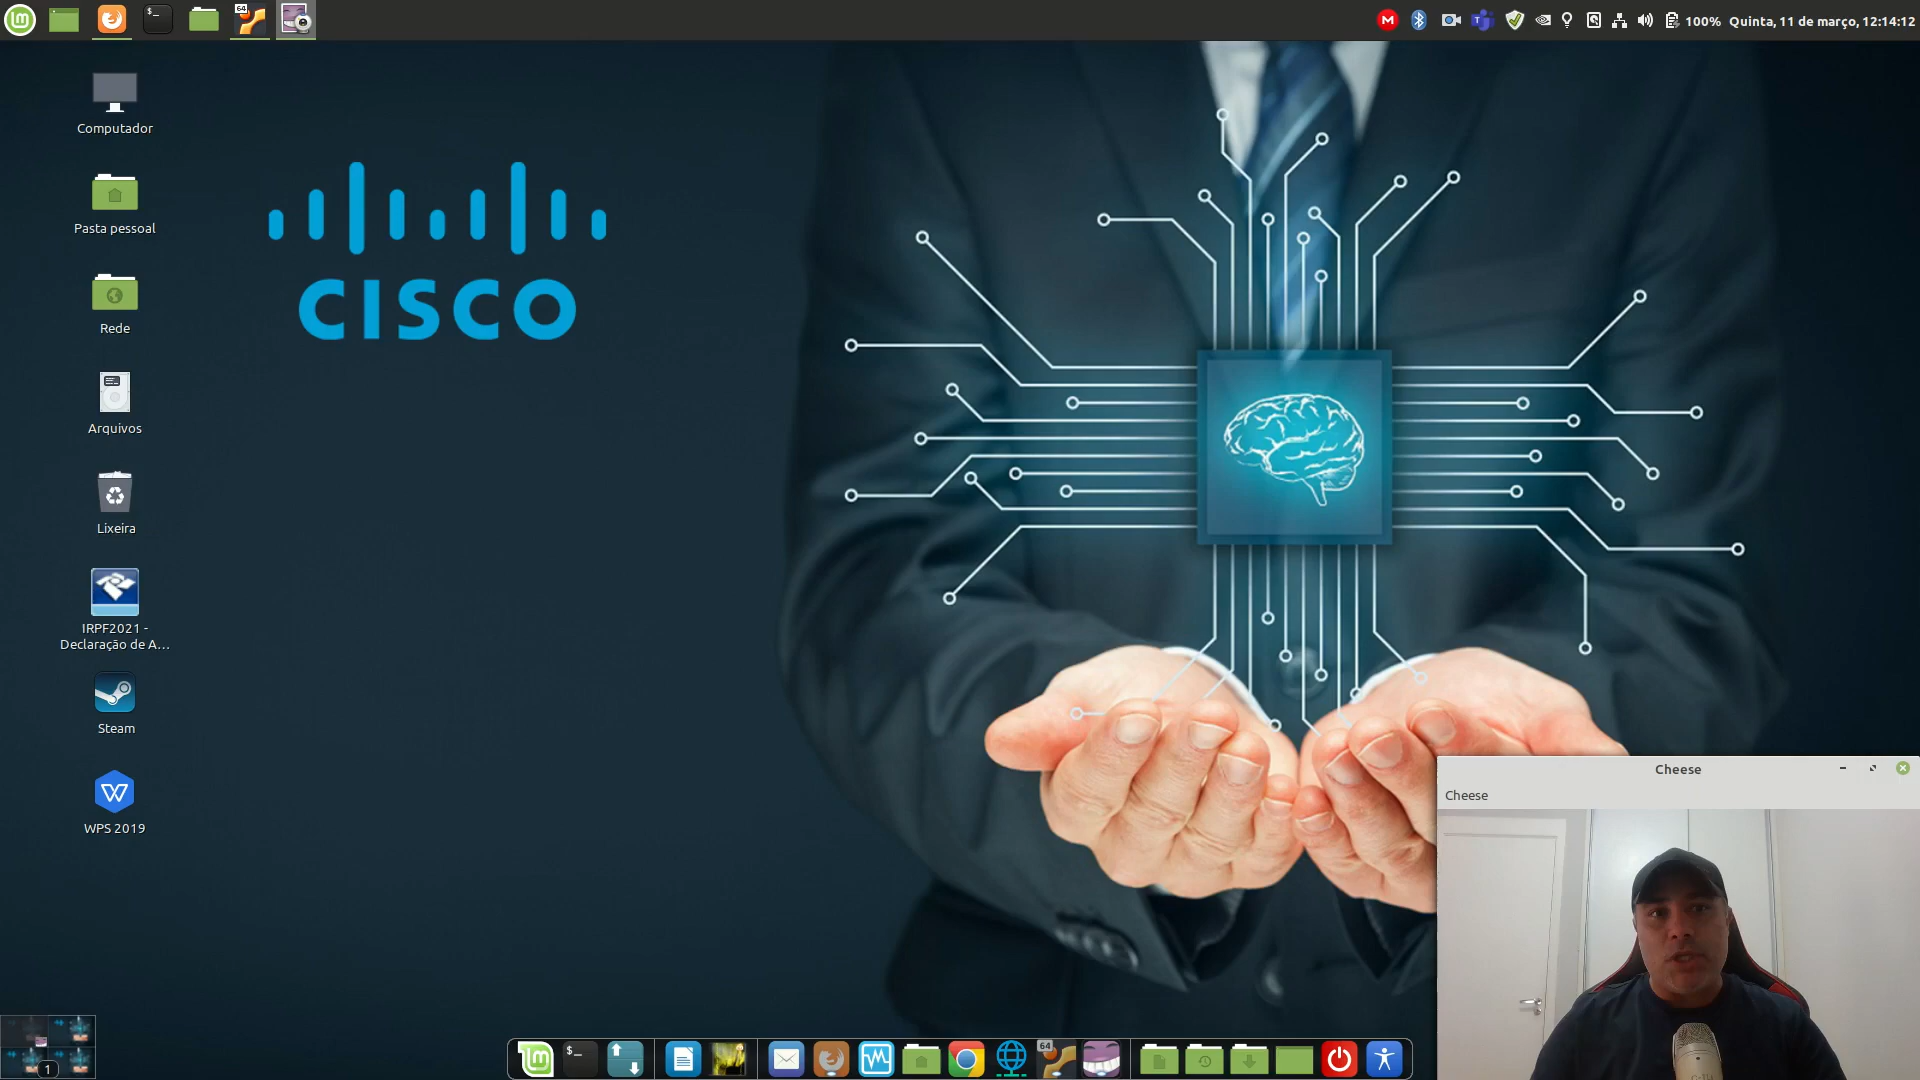 64
100%
Quinta, 11 de março, 12:14:12
Computador
Pasta pessoal
Rede
Arquivos
Lixeira
IRPF2021 -
Declaração de A...
Steam
WPS 2019
CISCO
Cheese
Cheese
1
64